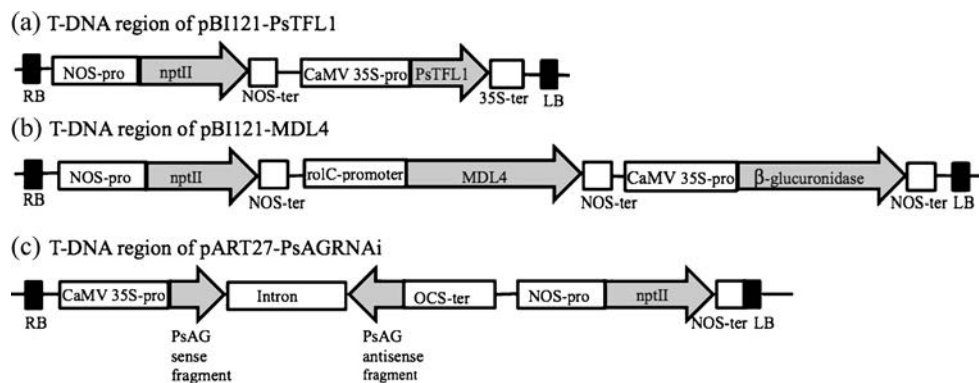 (a) T-DNA region of pBI121-PsTFL1
NOS-pro nptII CaMV 35S-pro PsTFL1
RB NOS-ter 35S-ter LB
(b) T-DNA region of pBI121-MDL4
NOS-pro nptII rolC-promoter MDL4 CaMV 35S-pro β-glucuronidase
RB NOS-ter NOS-ter NOS-ter LB
(c) T-DNA region of pART27-PsAGRNAi
CaMV 35S-pro Intron OCS-ter NOS-pro nptII
RB NOS-ter LB
PsAG PsAG
sense antisense
fragment fragment